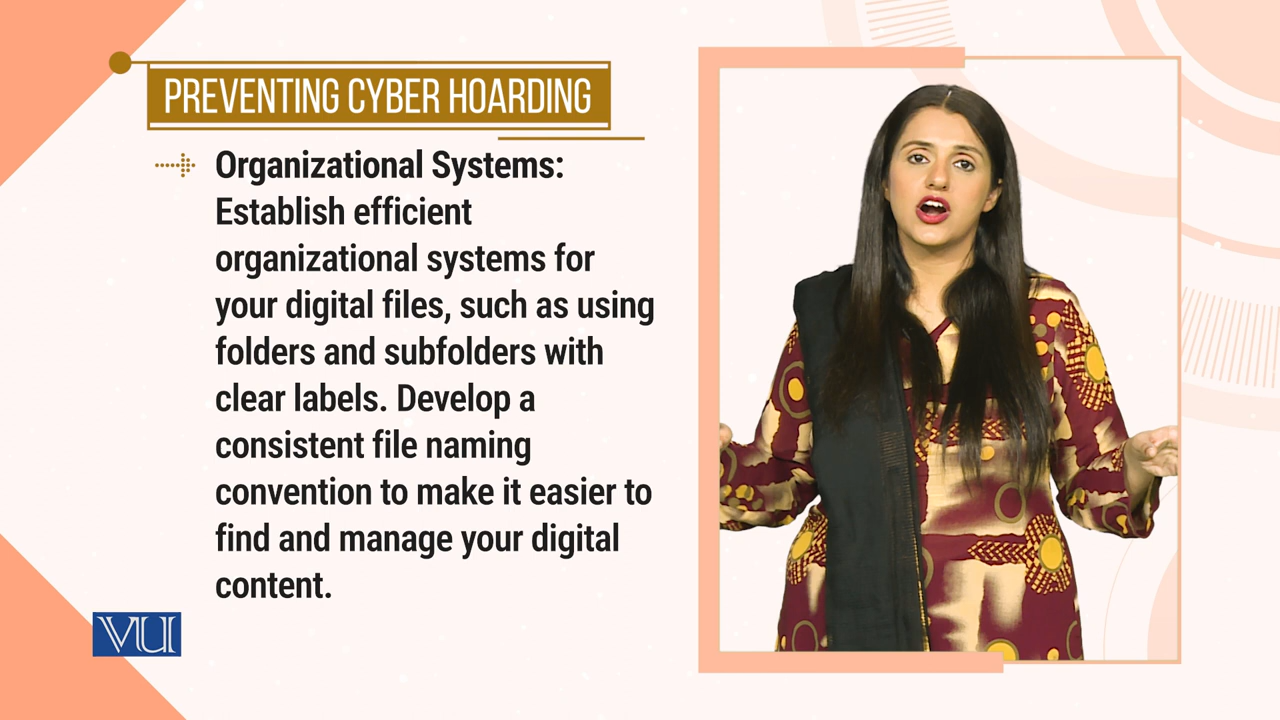 PREVENTING CYBER HOARDING
Organizational Systems:
Establish efficient
organizational systems for
your digital files, such as using
folders and subfolders with
clear labels. Develop a
consistent file naming
convention to make it easier to
find and manage your digital
content.
VU